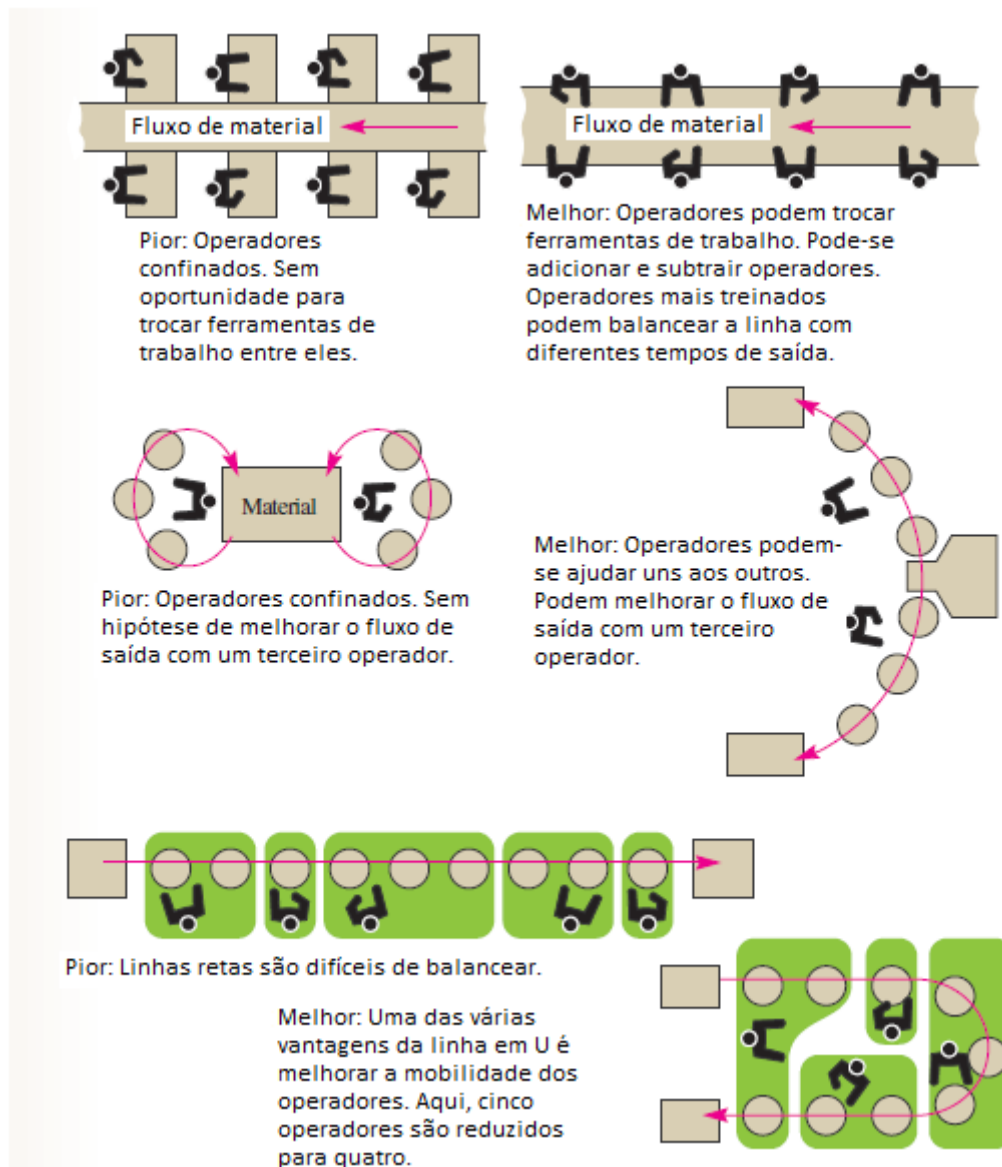 Fluxo de material
Fluxo de material
Pior: Operadores
confinados. Sem
oportunidade para
trocar ferramentas de
trabalho entre eles.
Melhor: Operadores podem trocar
ferramentas de trabalho. Pode-se
adicionar e subtrair operadores.
Operadores mais treinados
podem balancear a linha com
diferentes tempos de saída.
Material
Pior: Operadores confinados. Sem
hipótese de melhorar o fluxo de
saída com um terceiro operador.
Melhor: Operadores podem-
se ajudar uns aos outros.
Podem melhorar o fluxo de
saída com um terceiro
operador.
Pior: Linhas retas são difíceis de balancear.
Melhor: Uma das várias
vantagens da linha em U é
melhorar a mobilidade dos
operadores. Aqui, cinco
operadores são reduzidos
para quatro.